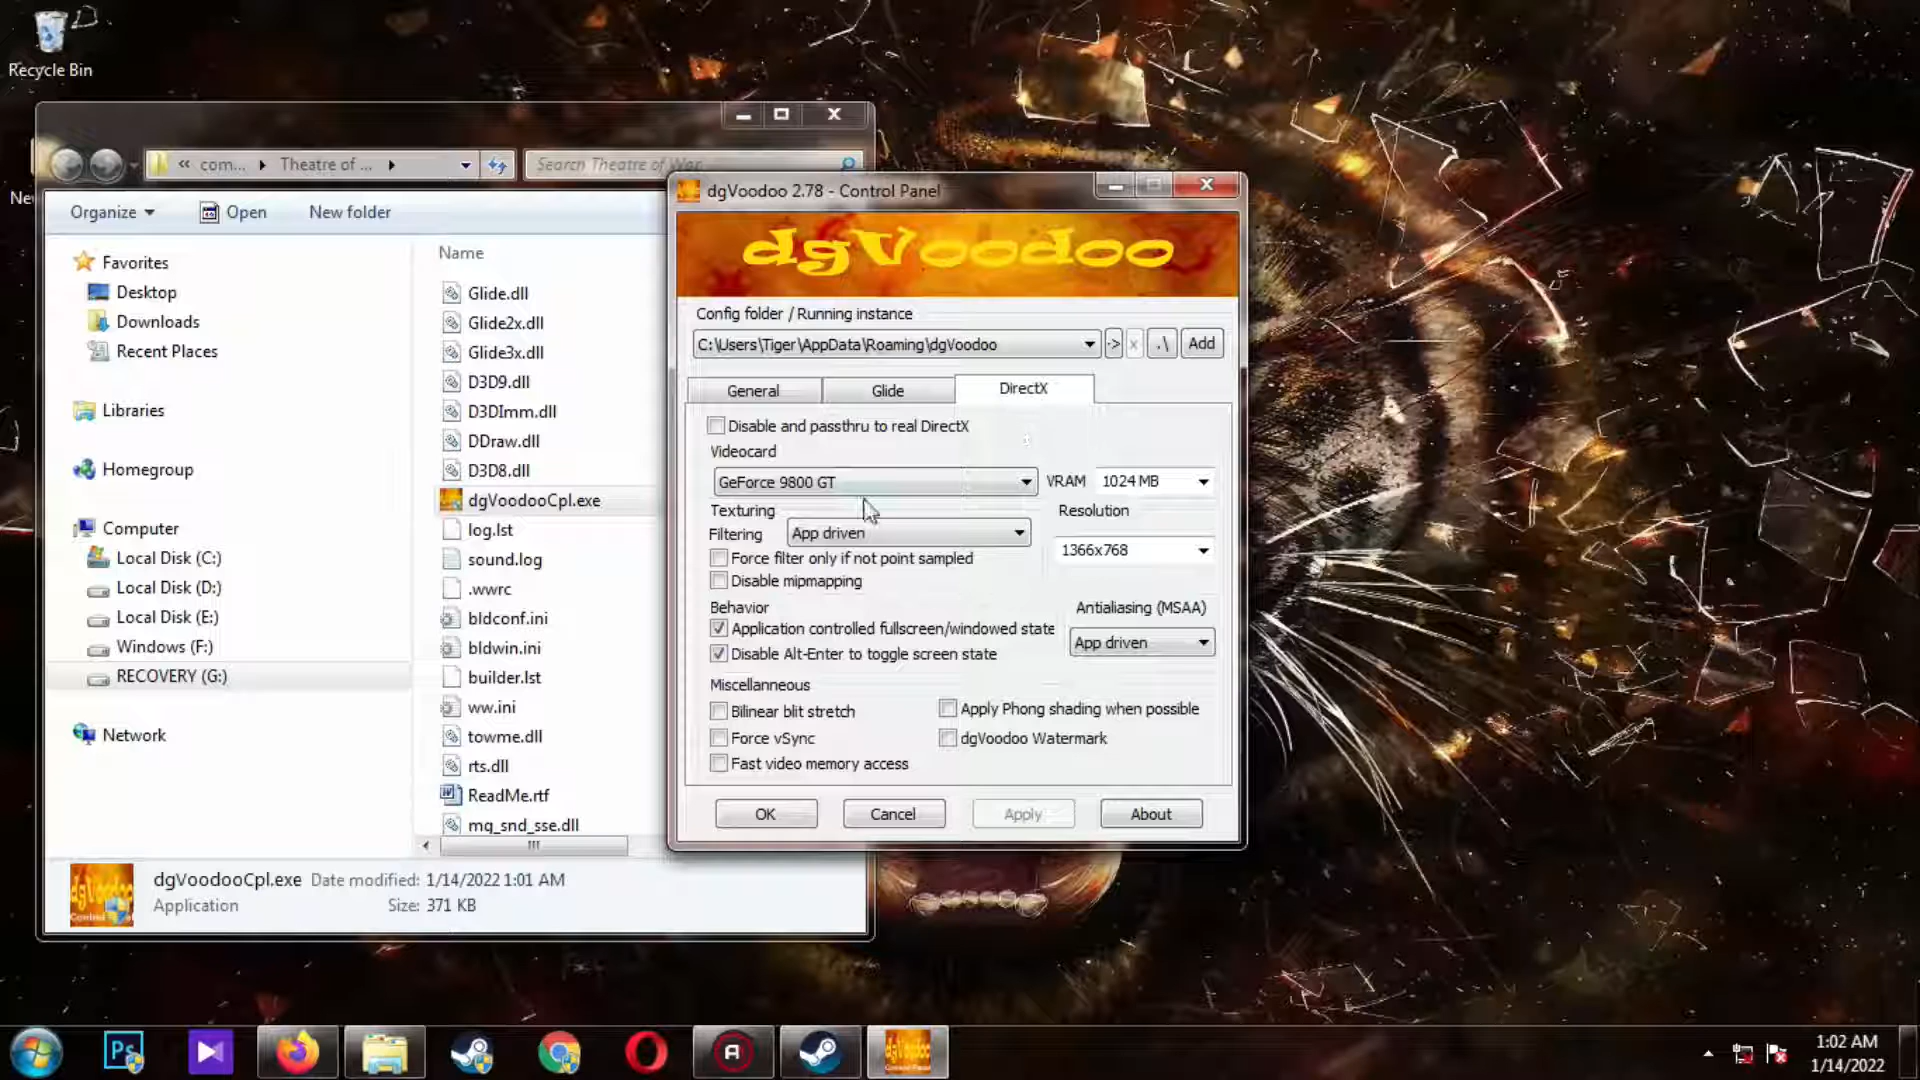 Recycle Bin
New
« com... ▸ Theatre of ... ▸
Search Theatre of War
Organize
Open
New folder
Favorites
Desktop
Downloads
Recent Places
Libraries
Homegroup
Computer
Local Disk (C:)
Local Disk (D:)
Local Disk (E:)
Windows (F:)
RECOVERY (G:)
Network
Name
Glide.dll
Glide2x.dll
Glide3x.dll
D3D9.dll
D3DImm.dll
DDraw.dll
D3D8.dll
dgVoodooCpl.exe
log.lst
sound.log
.wwrc
bldconf.ini
bldwin.ini
builder.lst
ww.ini
towme.dll
rts.dll
ReadMe.rtf
mg_snd_sse.dll
dgVoodooCpl.exe Date modified: 1/14/2022 1:01 AM
Application Size: 371 KB
dgVoodoo 2.78 - Control Panel
dgVoodoo
Config folder / Running instance
C:\Users\Tiger\AppData\Roaming\dgVoodoo
-> x .\ Add
General Glide DirectX
Disable and passthru to real DirectX
Videocard
GeForce 9800 GT VRAM 1024 MB
Texturing Resolution
Filtering App driven
1366x768
Force filter only if not point sampled
Disable mipmapping
Behavior Antialiasing (MSAA)
Application controlled fullscreen/windowed state
App driven
Disable Alt-Enter to toggle screen state
Miscellaneous
Bilinear blit stretch Apply Phong shading when possible
Force vSync dgVoodoo Watermark
Fast video memory access
OK Cancel Apply About
Ps
1:02 AM
1/14/2022